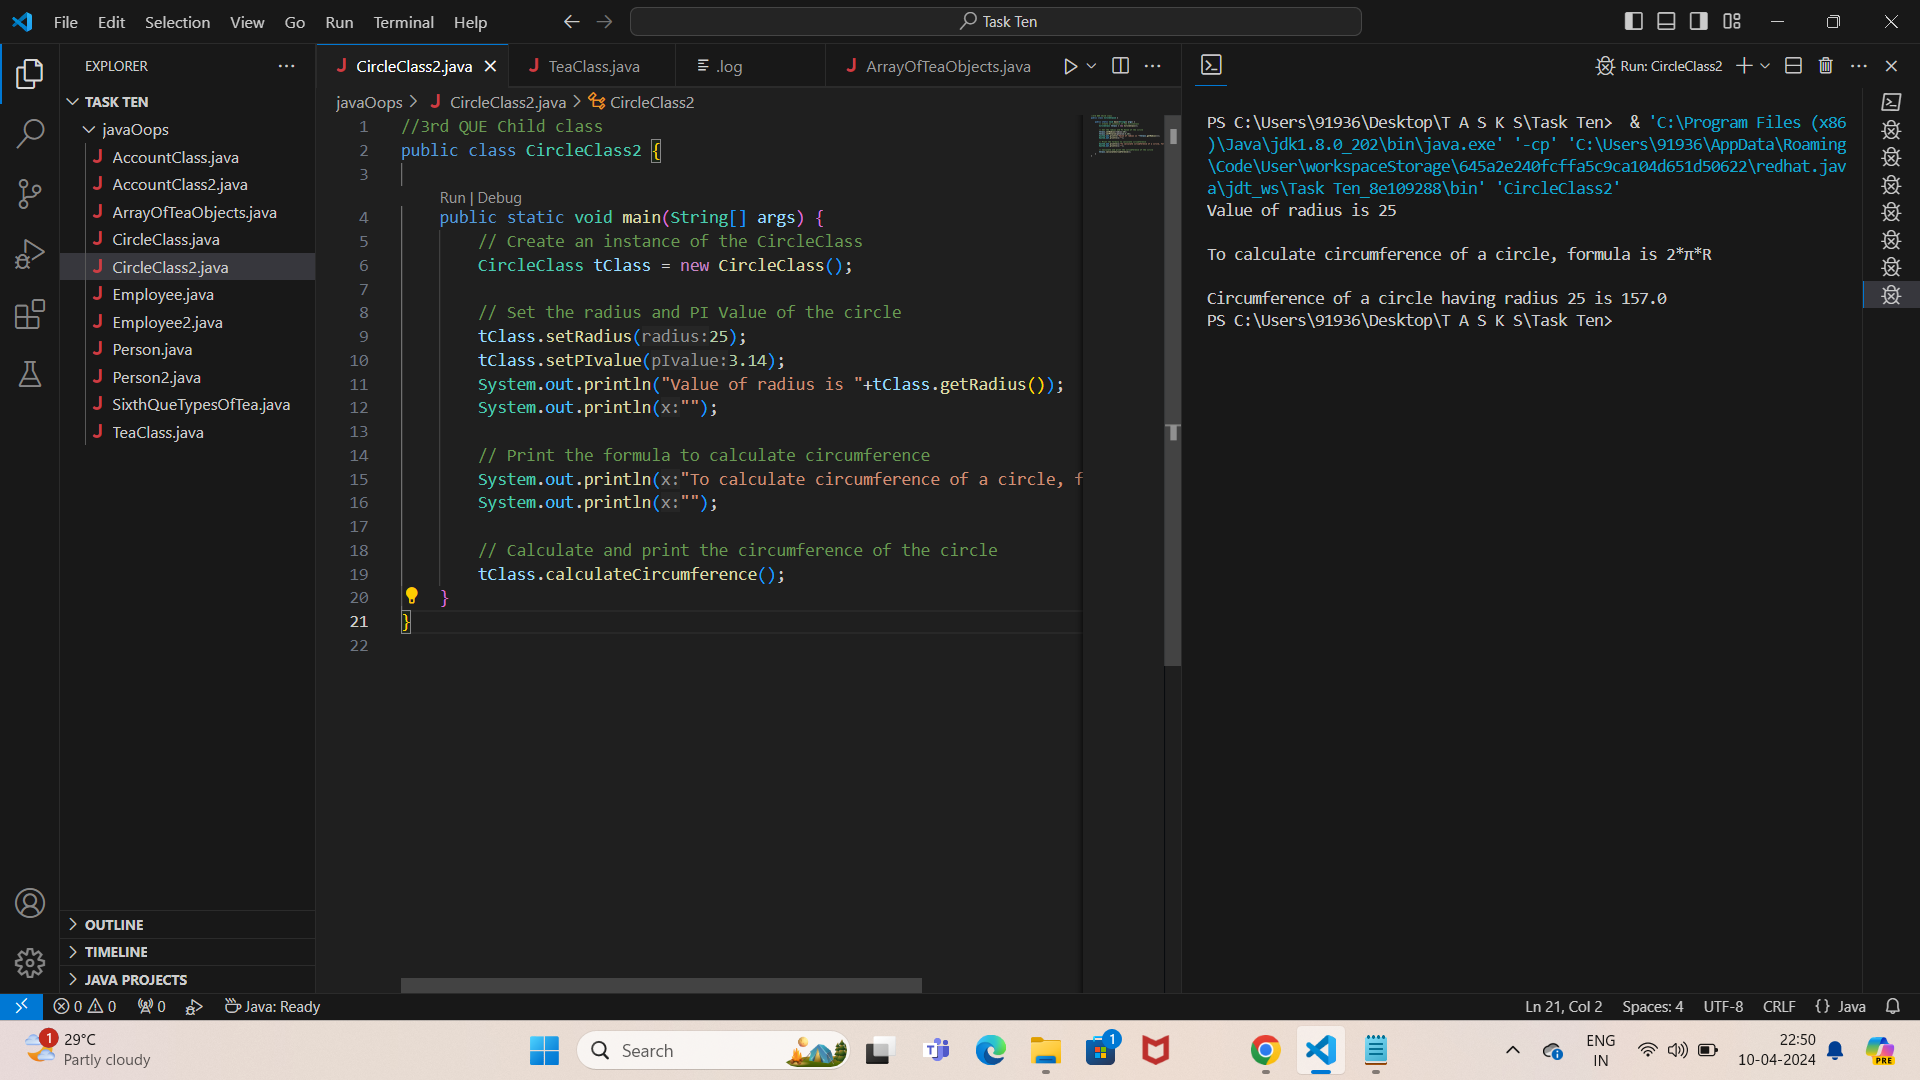 File Edit Selection View Go Run Terminal Help
Task Ten
EXPLORER
TASK TEN
javaOops
AccountClass.java
AccountClass2.java
ArrayOfTeaObjects.java
CircleClass.java
CircleClass2.java
Employee.java
Employee2.java
Person.java
Person2.java
SixthQueTypesOfTea.java
TeaClass.java
OUTLINE
TIMELINE
JAVA PROJECTS
CircleClass2.java TeaClass.java .log ArrayOfTeaObjects.java
javaOops > CircleClass2.java > CircleClass2
1 //3rd QUE Child class
2 public class CircleClass2 {
3
Run | Debug
4 public static void main(String[] args) {
5 // Create an instance of the CircleClass
6 CircleClass tClass = new CircleClass();
7
8 // Set the radius and PI Value of the circle
9 tClass.setRadius(radius:25);
10 tClass.setPIvalue(pIvalue:3.14);
11 System.out.println("Value of radius is "+tClass.getRadius());
12 System.out.println(x:"");
13
14 // Print the formula to calculate circumference
15 System.out.println(x:"To calculate circumference of a circle, f
16 System.out.println(x:"");
17
18 // Calculate and print the circumference of the circle
19 tClass.calculateCircumference();
20 }
21 }
22
Run: CircleClass2
PS C:\Users\91936\Desktop\T A S K S\Task Ten> & 'C:\Program Files (x86
)\Java\jdk1.8.0_202\bin\java.exe' '-cp' 'C:\Users\91936\AppData\Roaming
\Code\User\workspaceStorage\645a2e240fcffa5c9ca104d651d50622\redhat.jav
a\jdt_ws\Task Ten_8e109288\bin' 'CircleClass2'
Value of radius is 25
To calculate circumference of a circle, formula is 2*π*R
Circumference of a circle having radius 25 is 157.0
PS C:\Users\91936\Desktop\T A S K S\Task Ten>
0 0 0 Java: Ready
Ln 21, Col 2 Spaces: 4 UTF-8 CRLF {} Java
1 29°C
Partly cloudy
Search
1
ENG
IN
22:50
10-04-2024
PRE